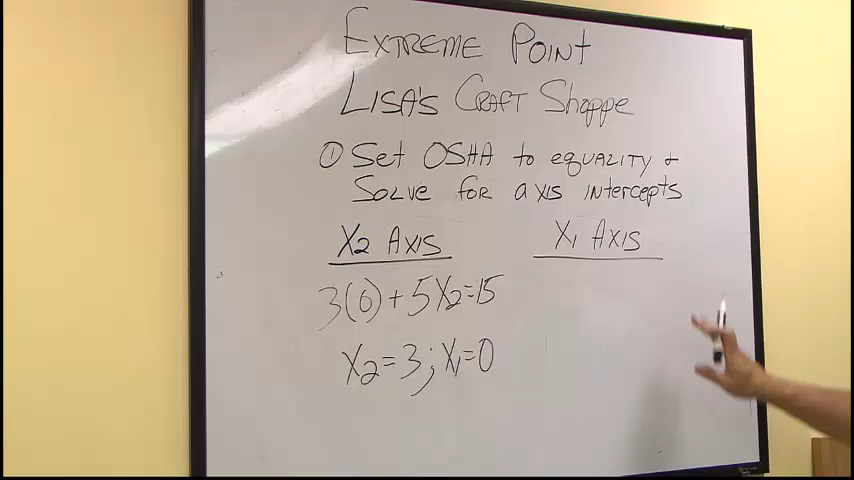 EXTREME POINT
LISA'S CRAFT Shoppe
① Set OSHA to equality +
Solve for axis intercepts
X2 AXIS
X1 AXIS
3(0) + 5X2=15
X2=3; X1=0